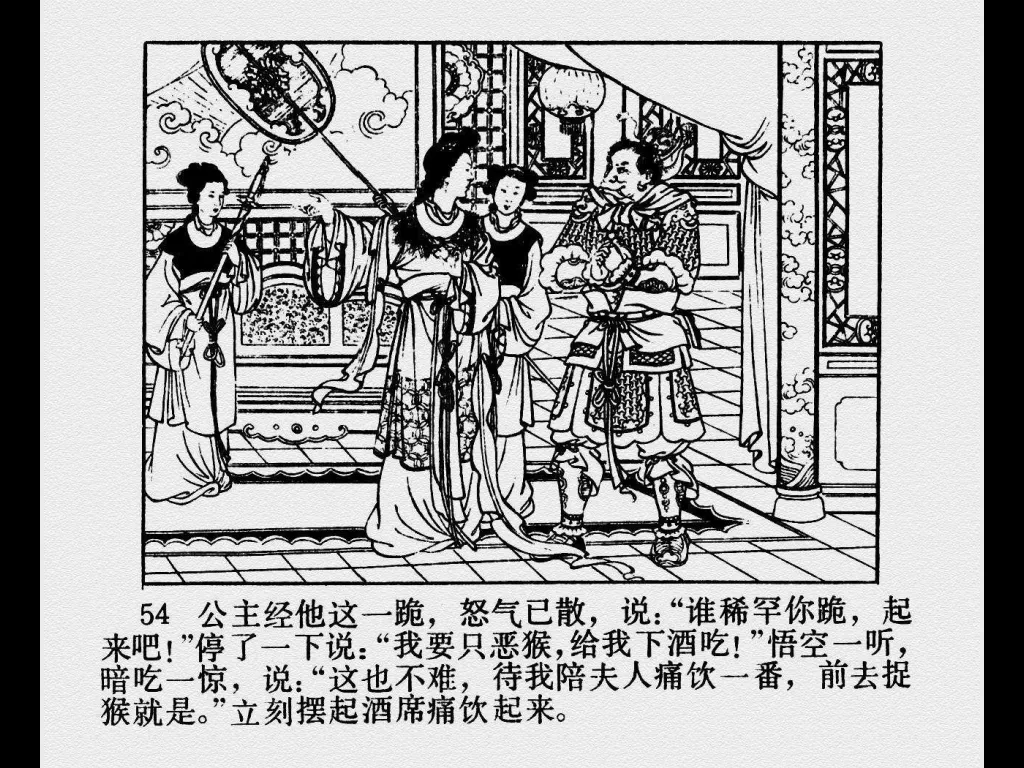 54 公主经他这一跪，怒气已散，说：“谁稀罕你跪，起
来吧！”停了一下说：“我要只恶猴，给我下酒吃！”悟空一听，
暗吃一惊，说：“这也不难，待我陪夫人痛饮一番，前去捉
猴就是。”立刻摆起酒席痛饮起来。